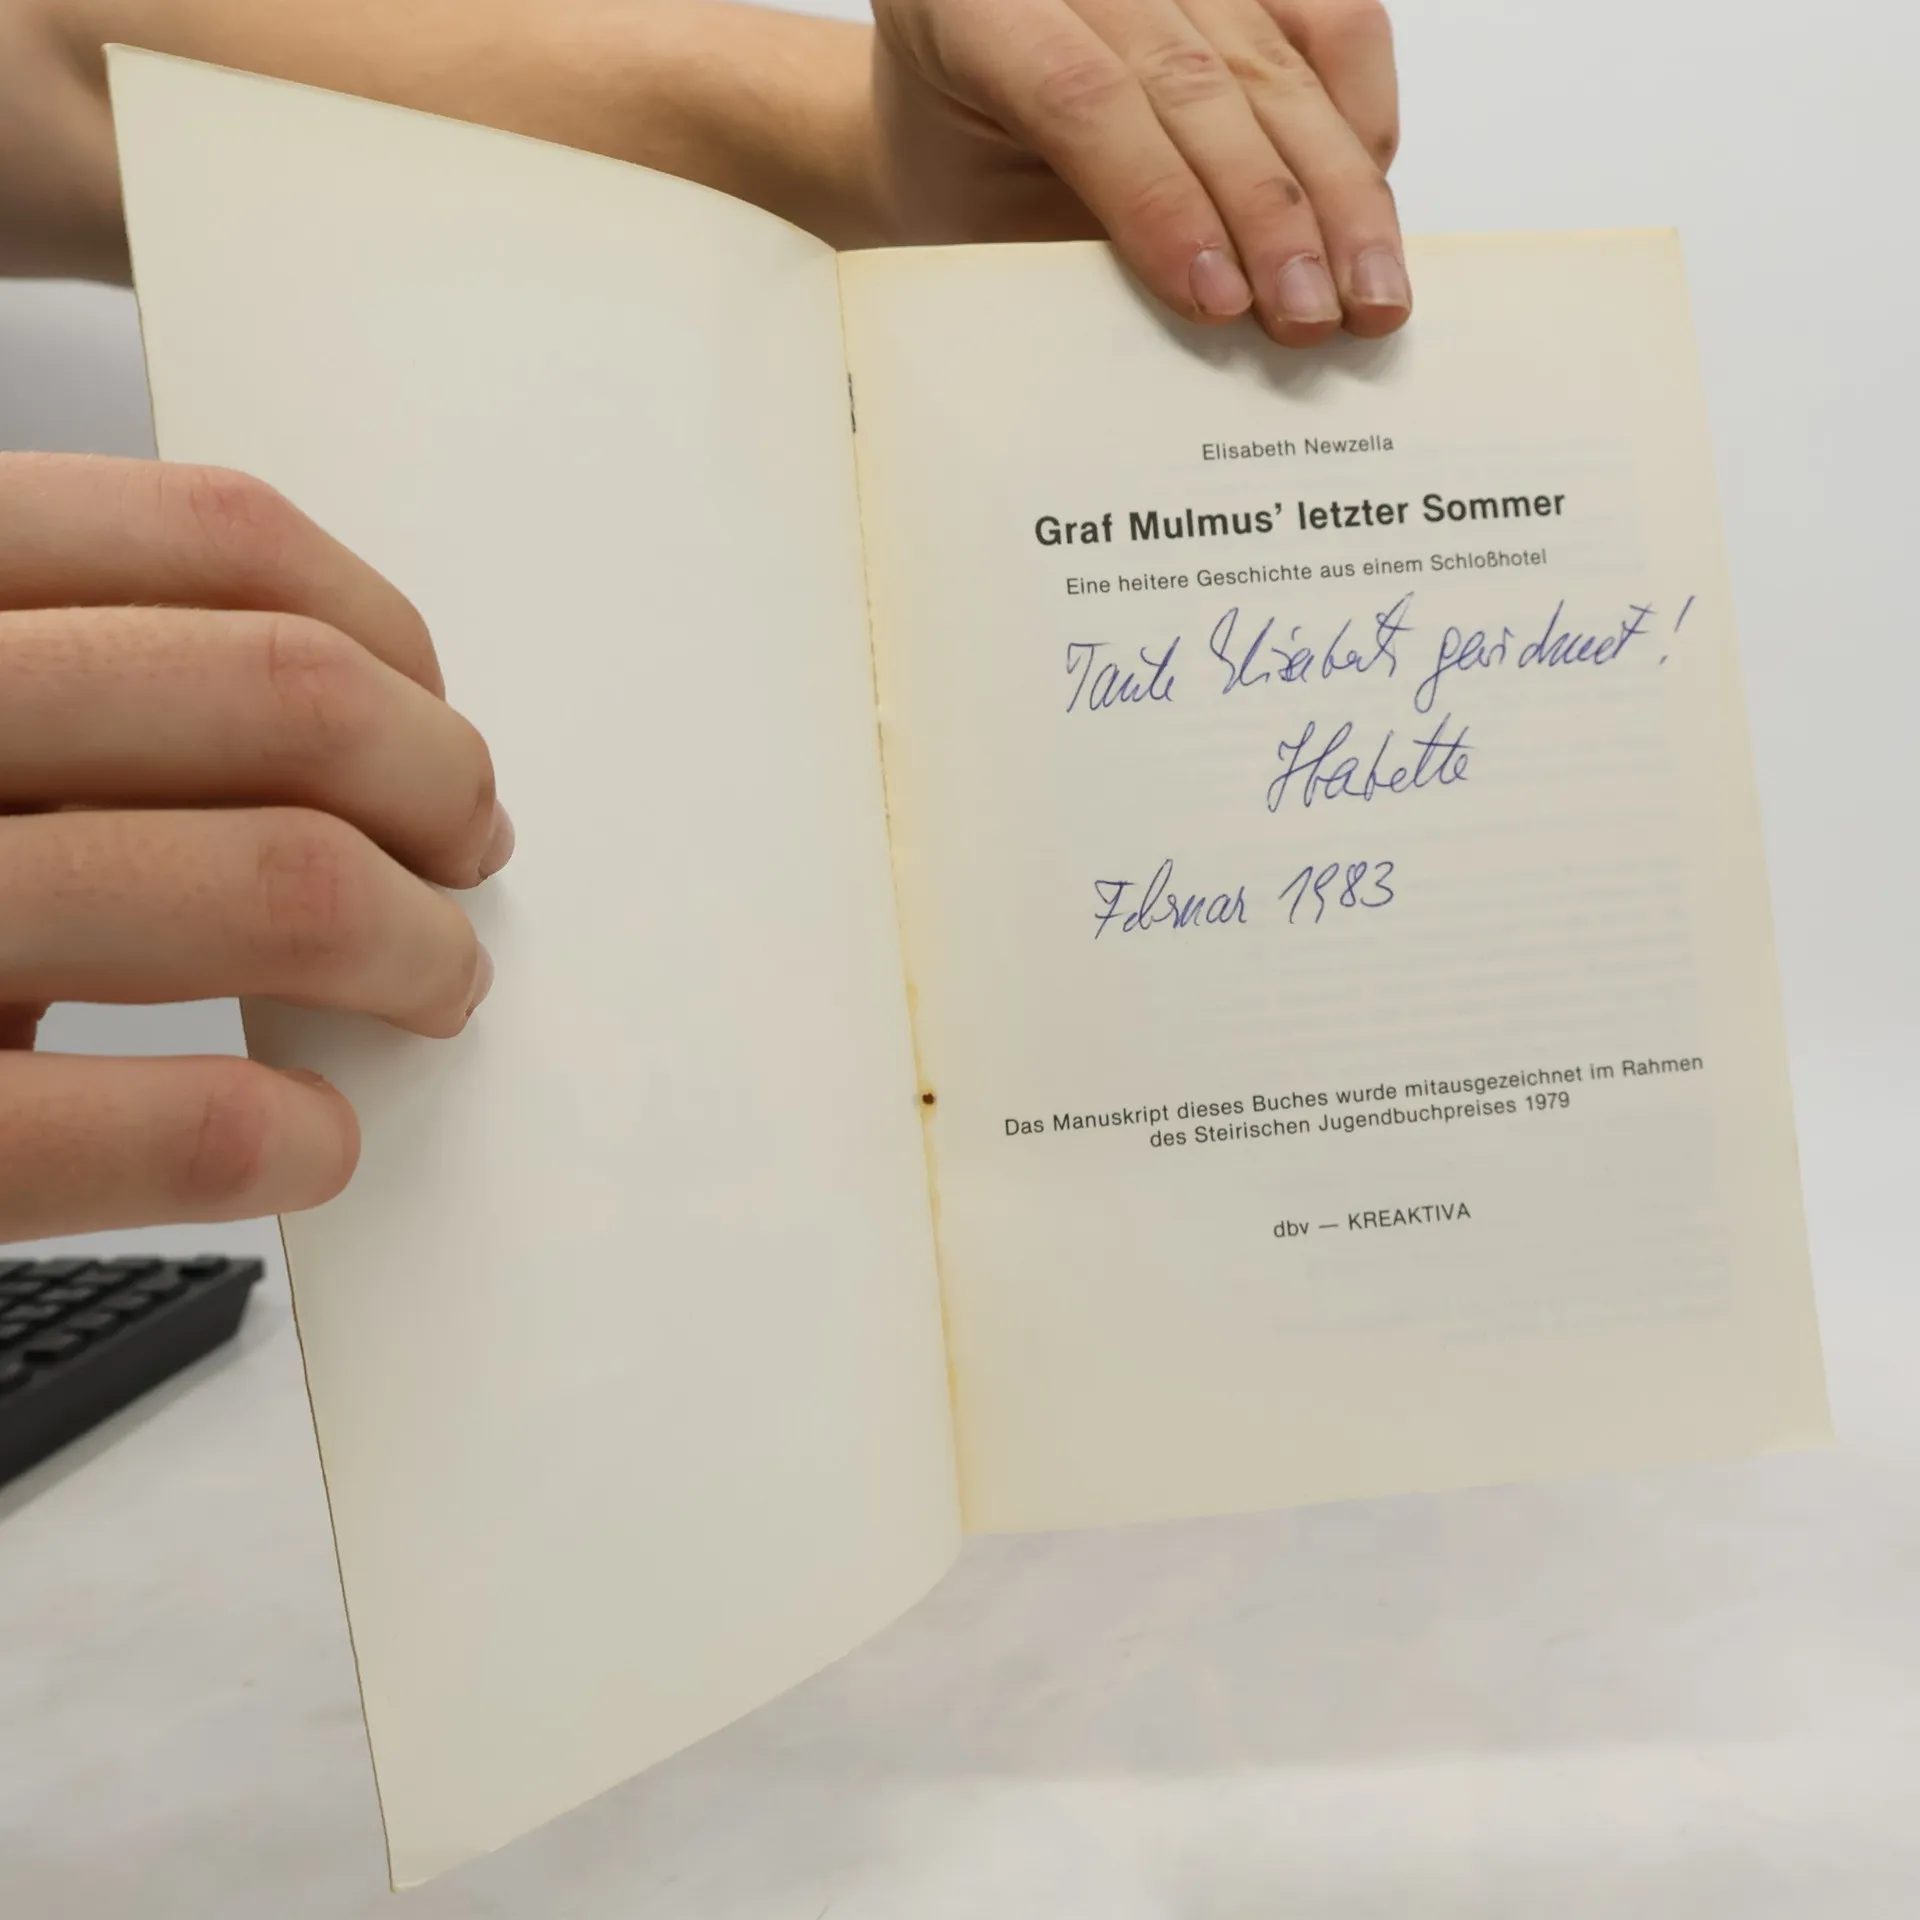 Elisabeth Newzella
Graf Mulmus' letzter Sommer
Eine heitere Geschichte aus einem Schloßhotel
Tante Elisabeth gewidmet!
Februar 1983
Das Manuskript dieses Buches wurde mitausgezeichnet im Rahmen
des Steirischen Jugendbuchpreises 1979
dbv — KREAKTIVA